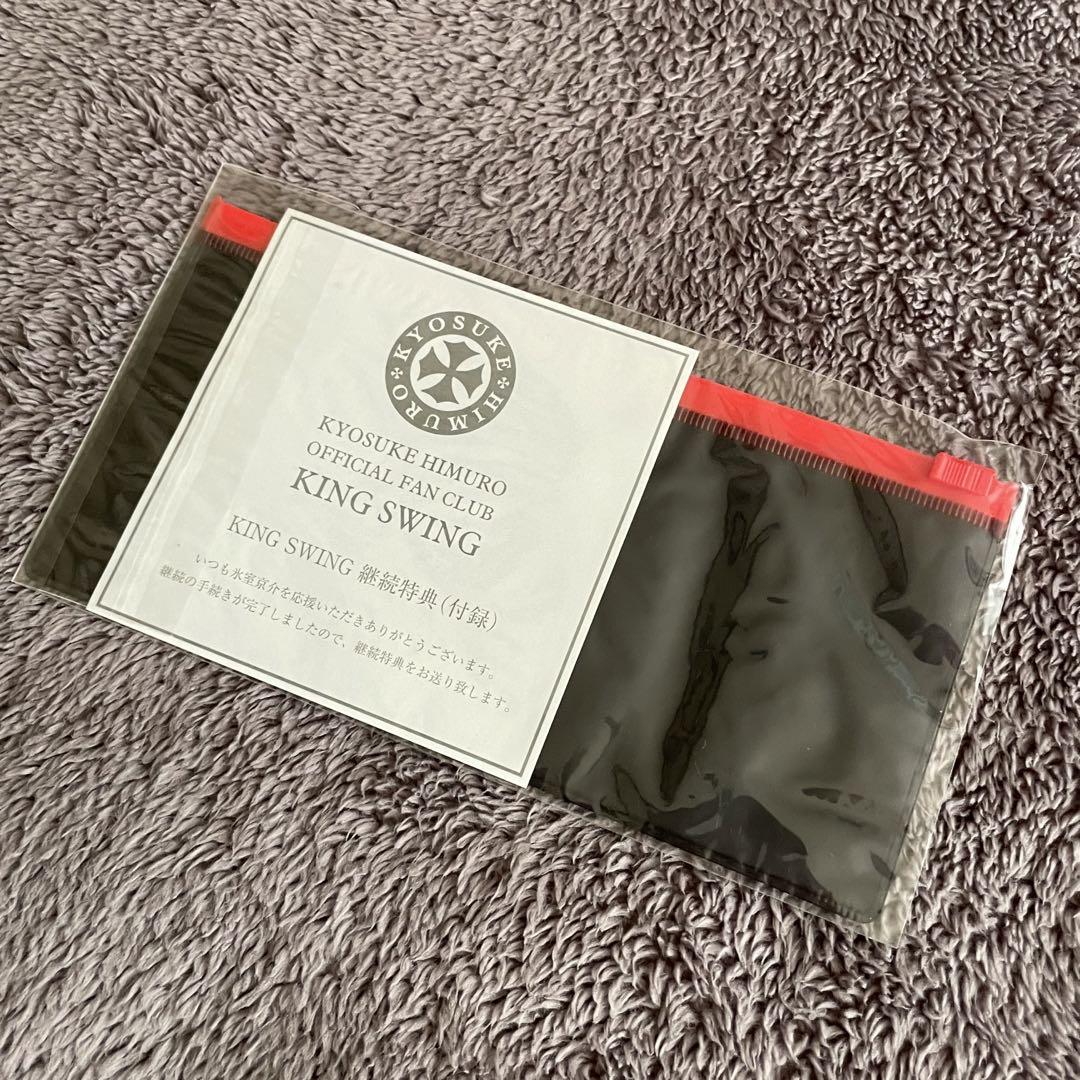 KYOSUKE HIMURO
KYOSUKE HIMURO
OFFICIAL FAN CLUB
KING SWING
KING SWING 継続特典(付録)
いつも氷室京介を応援いただきありがとうございます。
継続の手続きが完了しましたので、継続特典をお送り致します。